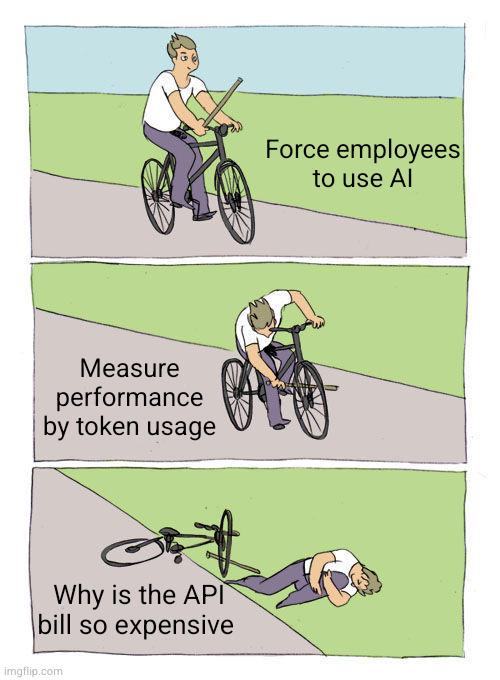 Force employees
to use AI
Measure
performance
by token usage
Why is the API
bill so expensive
imgflip.com